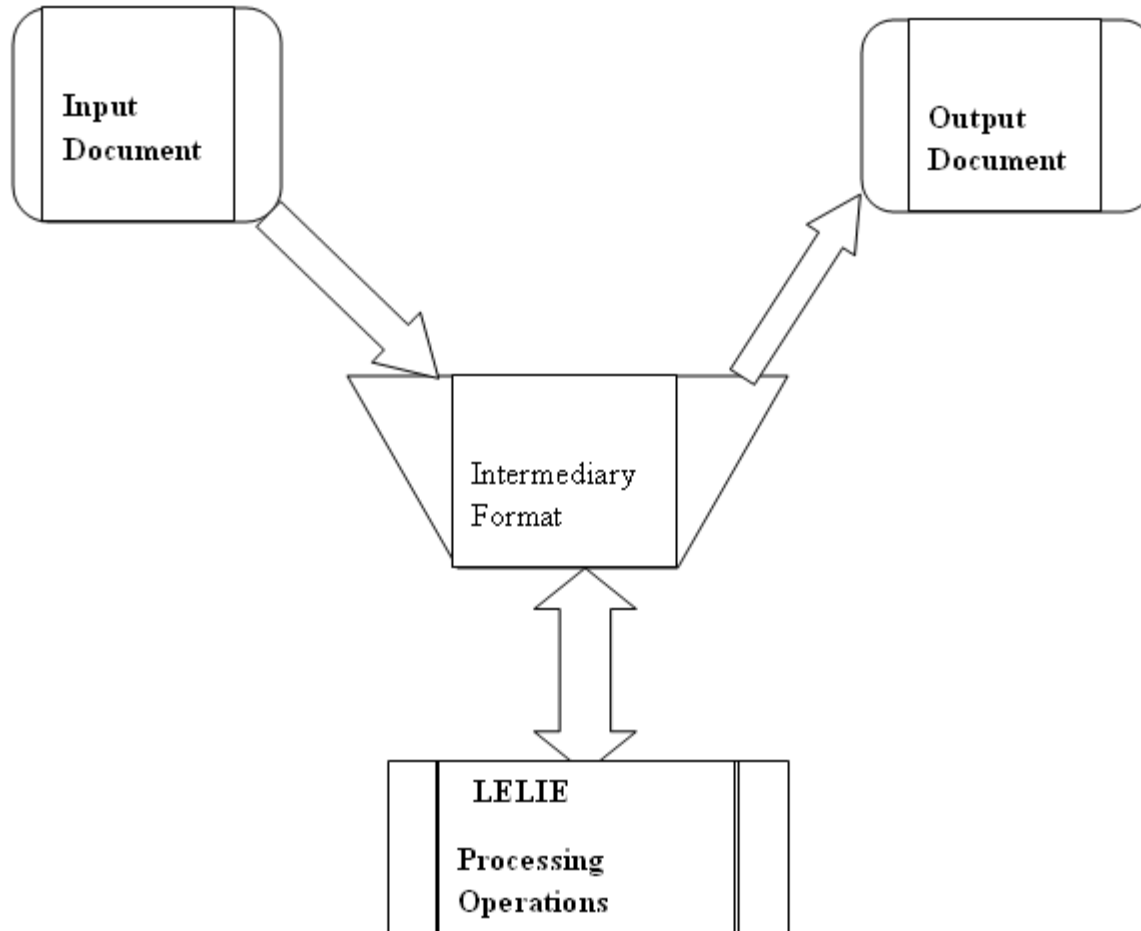 Input
Document
Output
Document
Intermediary
Format
LELIE
Processing
Operations